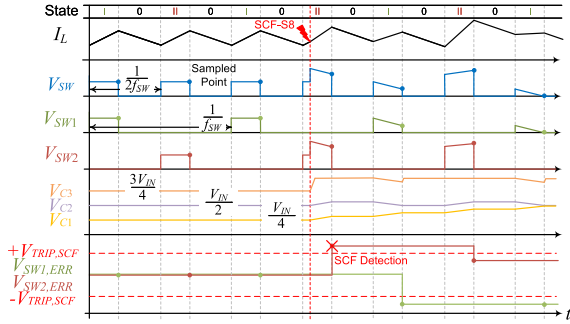 State I 0 II 0 I 0 II 0 I 0 II 0 I
SCF-S8
I_L
V_SW
1/2f_SW
Sampled
Point
V_SW1
1/f_SW
V_SW2
3V_IN/4
V_IN/2
V_IN/4
V_C3
V_C2
V_C1
+V_TRIP,SCF
V_SW1,ERR
SCF Detection
V_SW2,ERR
-V_TRIP,SCF
t